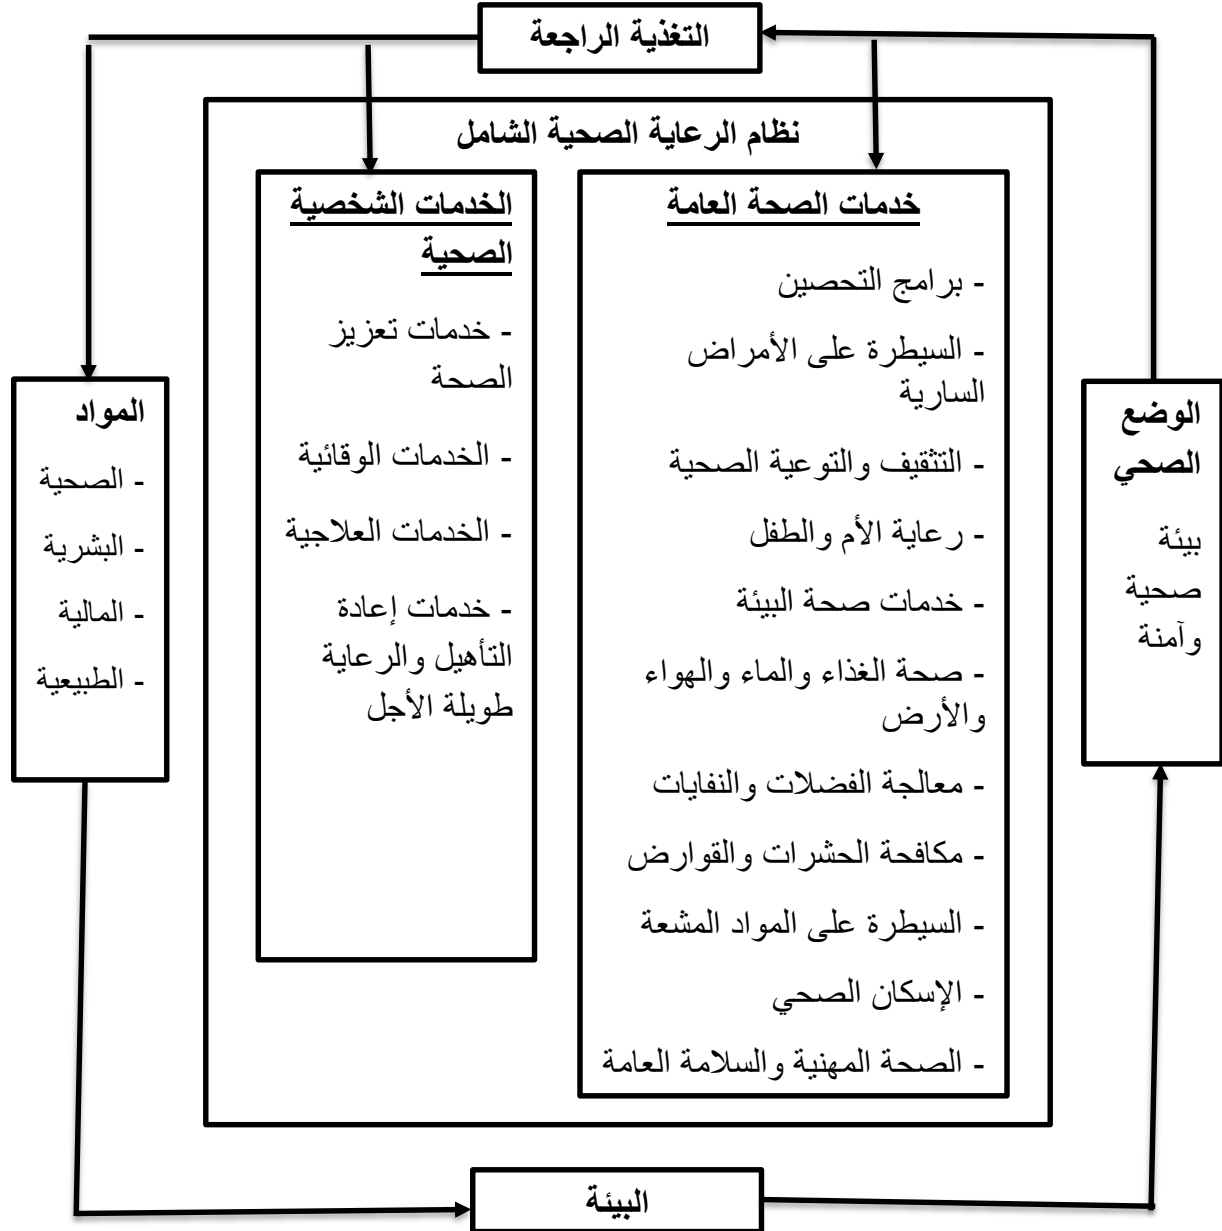 التغذية الراجعة
نظام الرعاية الصحية الشامل
خدمات الصحة العامة
- برامج التحصين
- السيطرة على الأمراض
السارية
- التثقيف والتوعية الصحية
- رعاية الأم والطفل
- خدمات صحة البيئة
- صحة الغذاء والماء والهواء
والأرض
- معالجة الفضلات والنفايات
- مكافحة الحشرات والقوارض
- السيطرة على المواد المشعة
- الإسكان الصحي
- الصحة المهنية والسلامة العامة
الخدمات الشخصية
الصحية
- خدمات تعزيز
الصحة
- الخدمات الوقائية
- الخدمات العلاجية
- خدمات إعادة
التأهيل والرعاية
طويلة الأجل
الوضع
الصحي
بيئة
صحية
وآمنة
المواد
- الصحية
- البشرية
- المالية
- الطبيعية
البيئة